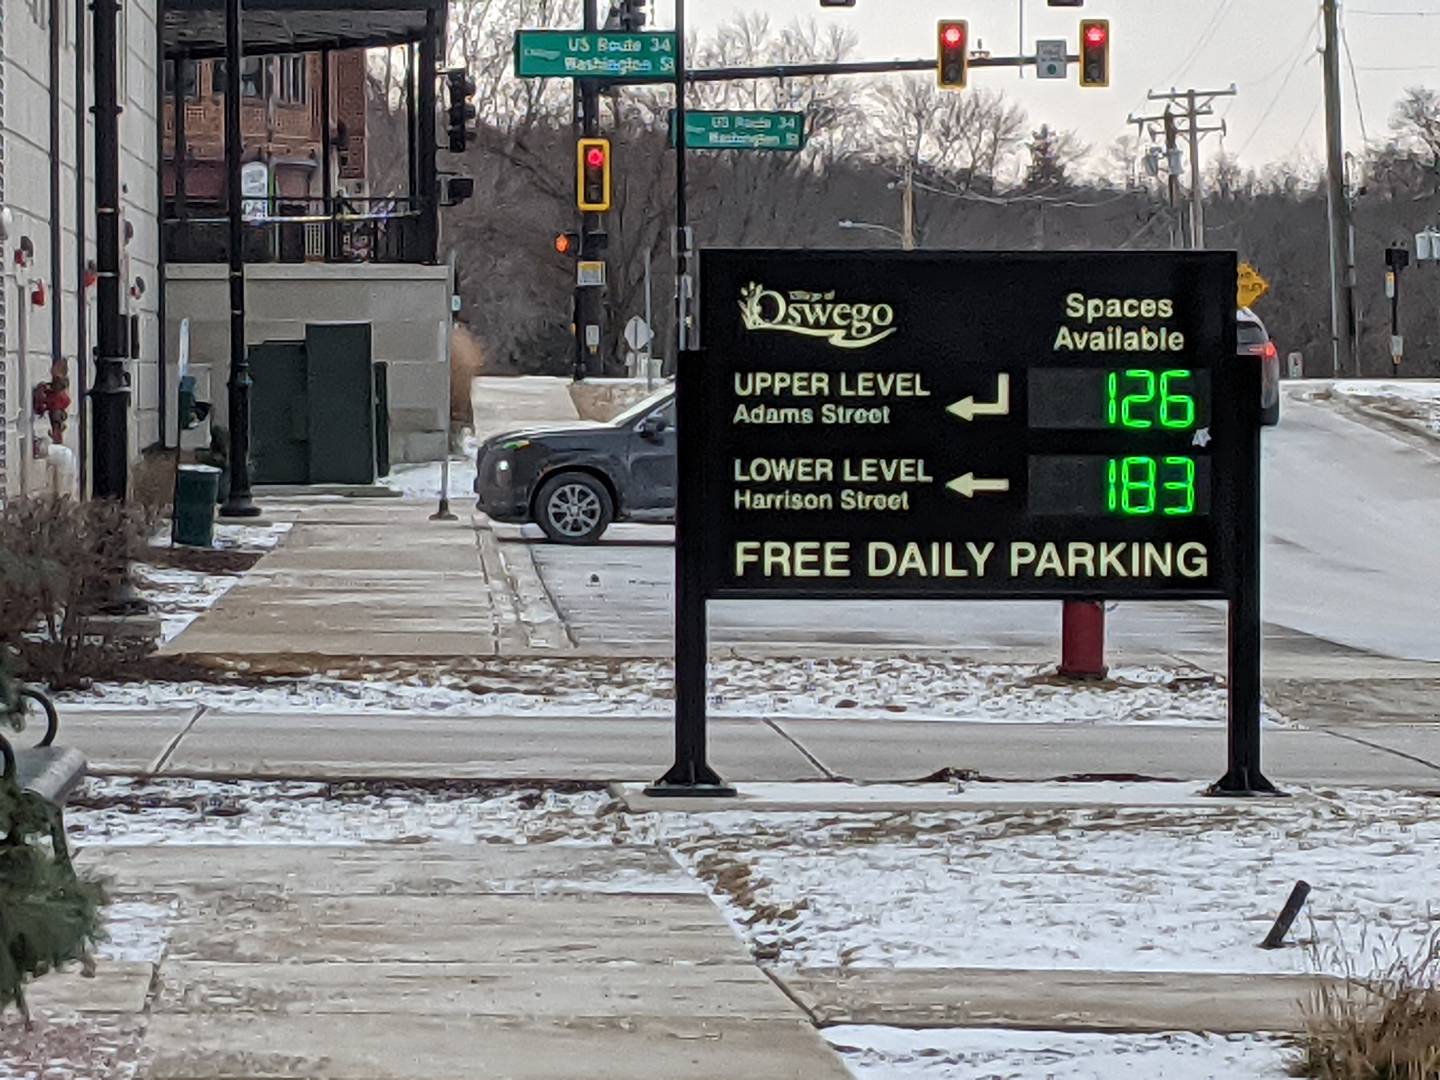 US Route 34
Washington St
US Route 34
Washington St
Village of
Oswego
Spaces
Available
UPPER LEVEL
Adams Street
126
LOWER LEVEL
Harrison Street
183
FREE DAILY PARKING